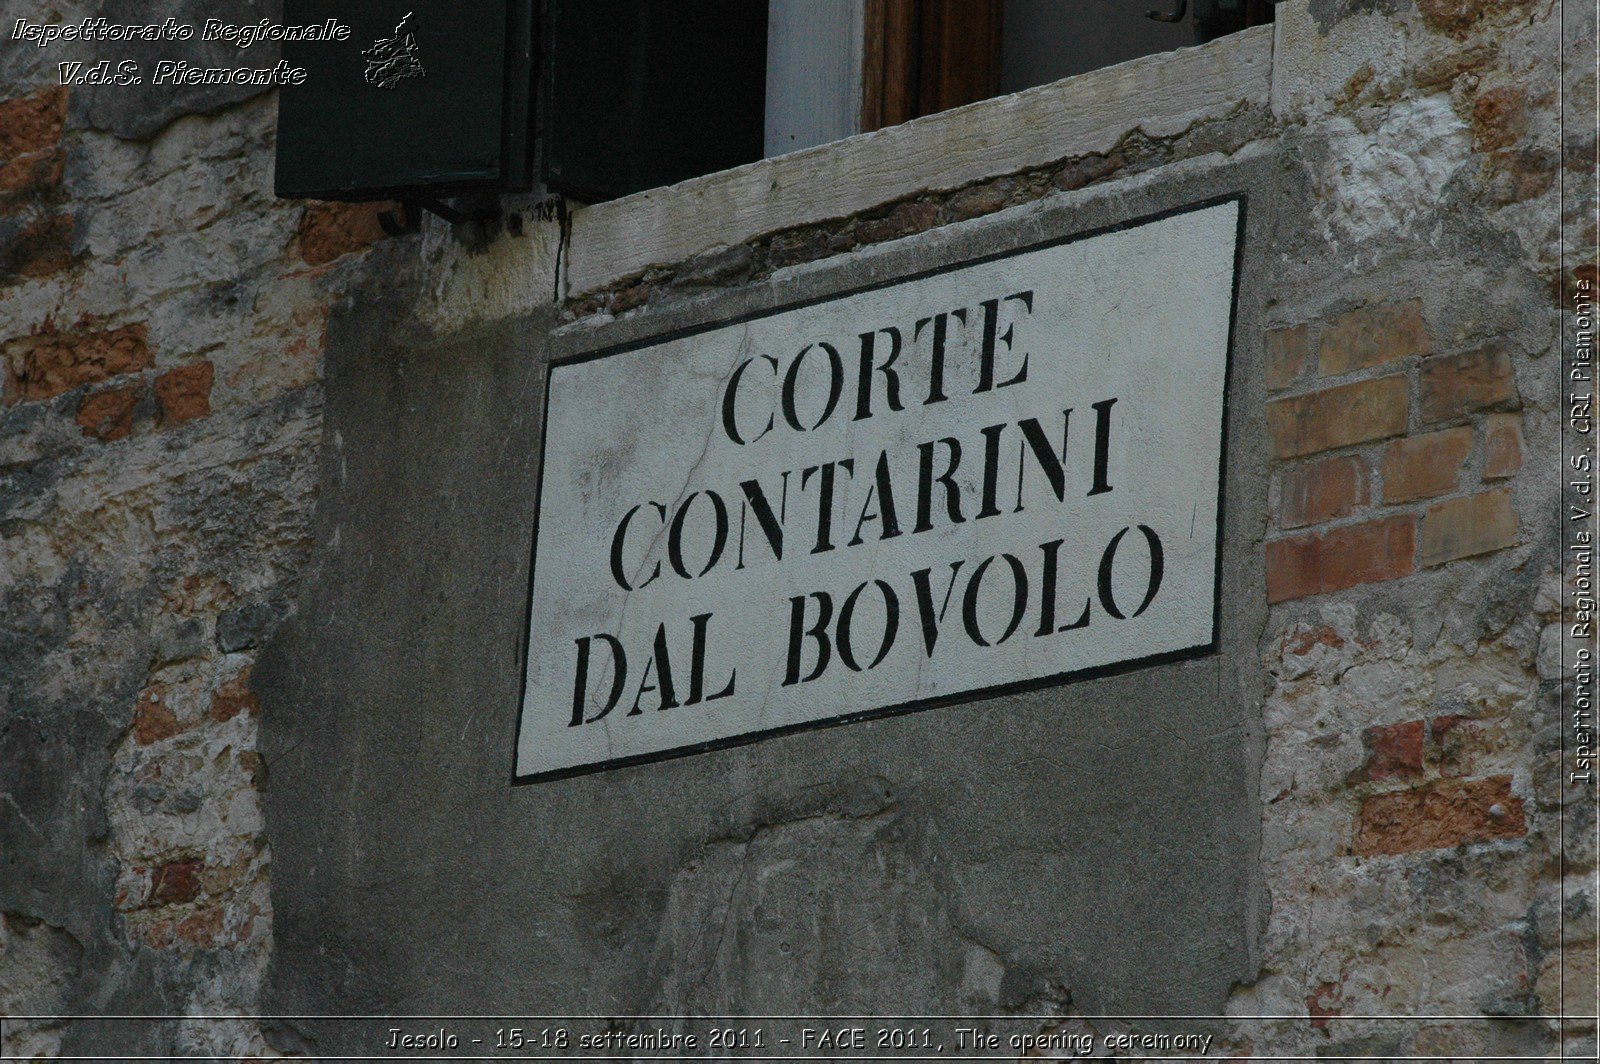 Ispettorato Regionale
V.d.S. Piemonte
CORTE
CONTARINI
DAL BOVOLO
Ispettorato Regionale V.d.S. CRI Piemonte
Jesolo - 15-18 settembre 2011 - FACE 2011, The opening ceremony